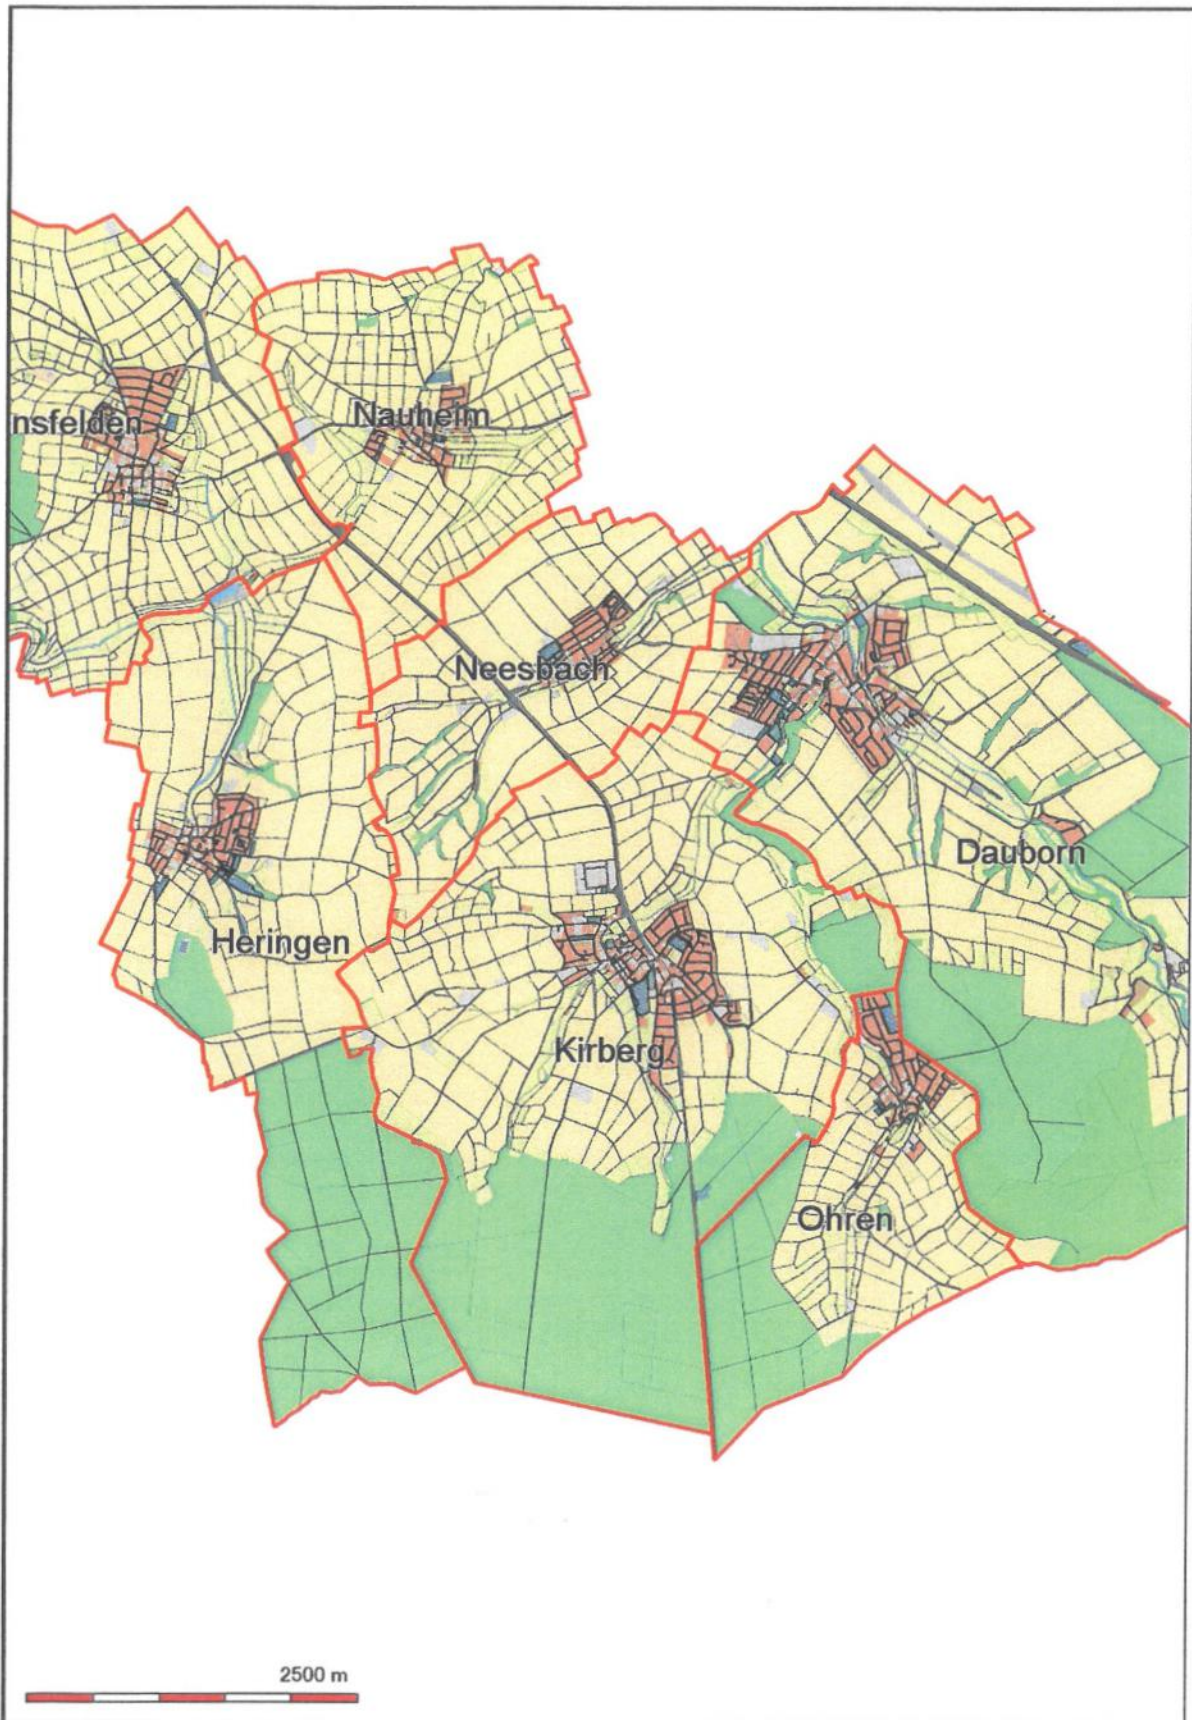 nsfelden
Nauheim
Neesbach
Dauborn
Heringen
Kirberg
Ohren
2500 m